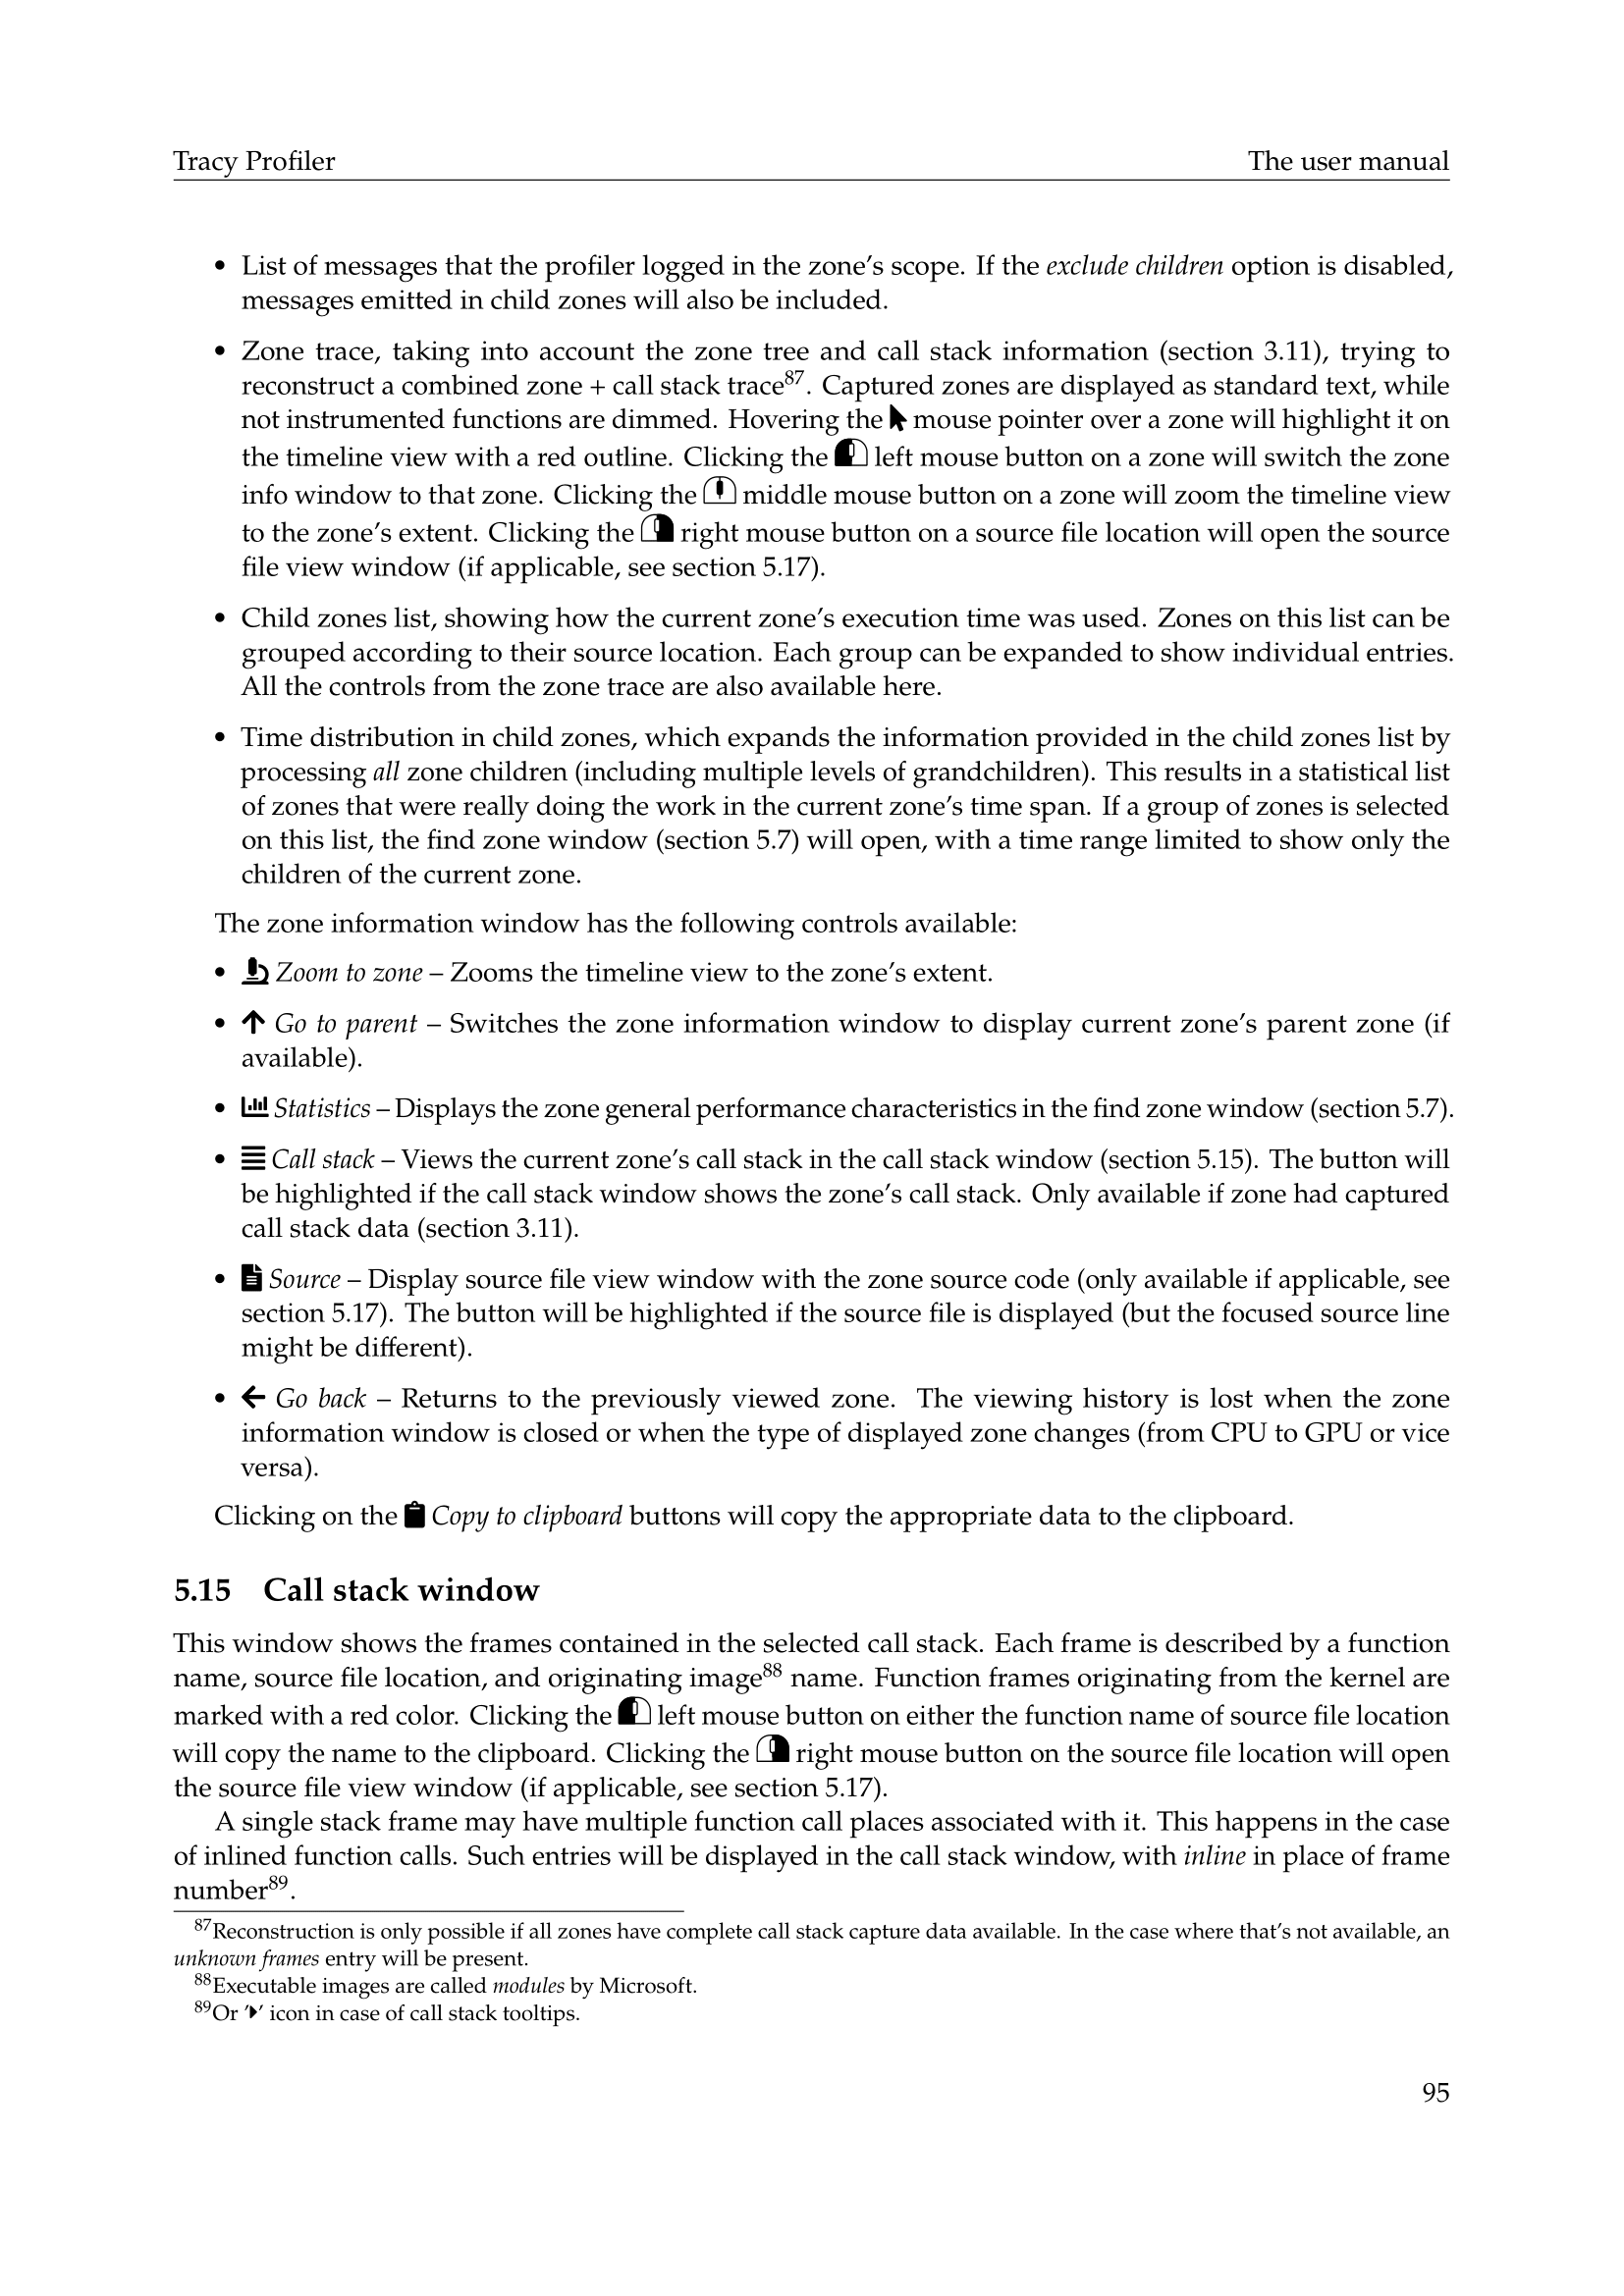 Tracy Profiler The user manual
• List of messages that the profiler logged in the zone’s scope. If the exclude children option is disabled,
messages emitted in child zones will also be included.
• Zone trace, taking into account the zone tree and call stack information (section 3.11), trying to
reconstruct a combined zone + call stack trace87. Captured zones are displayed as standard text, while
not instrumented functions are dimmed. Hovering the mouse pointer over a zone will highlight it on
the timeline view with a red outline. Clicking the left mouse button on a zone will switch the zone
info window to that zone. Clicking the middle mouse button on a zone will zoom the timeline view
to the zone’s extent. Clicking the right mouse button on a source file location will open the source
file view window (if applicable, see section 5.17).
• Child zones list, showing how the current zone’s execution time was used. Zones on this list can be
grouped according to their source location. Each group can be expanded to show individual entries.
All the controls from the zone trace are also available here.
• Time distribution in child zones, which expands the information provided in the child zones list by
processing all zone children (including multiple levels of grandchildren). This results in a statistical list
of zones that were really doing the work in the current zone’s time span. If a group of zones is selected
on this list, the find zone window (section 5.7) will open, with a time range limited to show only the
children of the current zone.
The zone information window has the following controls available:
• Zoom to zone – Zooms the timeline view to the zone’s extent.
• Go to parent – Switches the zone information window to display current zone’s parent zone (if
available).
• Statistics – Displays the zone general performance characteristics in the find zone window (section 5.7).
• Call stack – Views the current zone’s call stack in the call stack window (section 5.15). The button will
be highlighted if the call stack window shows the zone’s call stack. Only available if zone had captured
call stack data (section 3.11).
• Source – Display source file view window with the zone source code (only available if applicable, see
section 5.17). The button will be highlighted if the source file is displayed (but the focused source line
might be different).
• Go back – Returns to the previously viewed zone. The viewing history is lost when the zone
information window is closed or when the type of displayed zone changes (from CPU to GPU or vice
versa).
Clicking on the Copy to clipboard buttons will copy the appropriate data to the clipboard.
5.15 Call stack window
This window shows the frames contained in the selected call stack. Each frame is described by a function
name, source file location, and originating image88 name. Function frames originating from the kernel are
marked with a red color. Clicking the left mouse button on either the function name of source file location
will copy the name to the clipboard. Clicking the right mouse button on the source file location will open
the source file view window (if applicable, see section 5.17).
A single stack frame may have multiple function call places associated with it. This happens in the case
of inlined function calls. Such entries will be displayed in the call stack window, with inline in place of frame
number89.
87Reconstruction is only possible if all zones have complete call stack capture data available. In the case where that’s not available, an
unknown frames entry will be present.
88Executable images are called modules by Microsoft.
89Or ’ ’ icon in case of call stack tooltips.
95